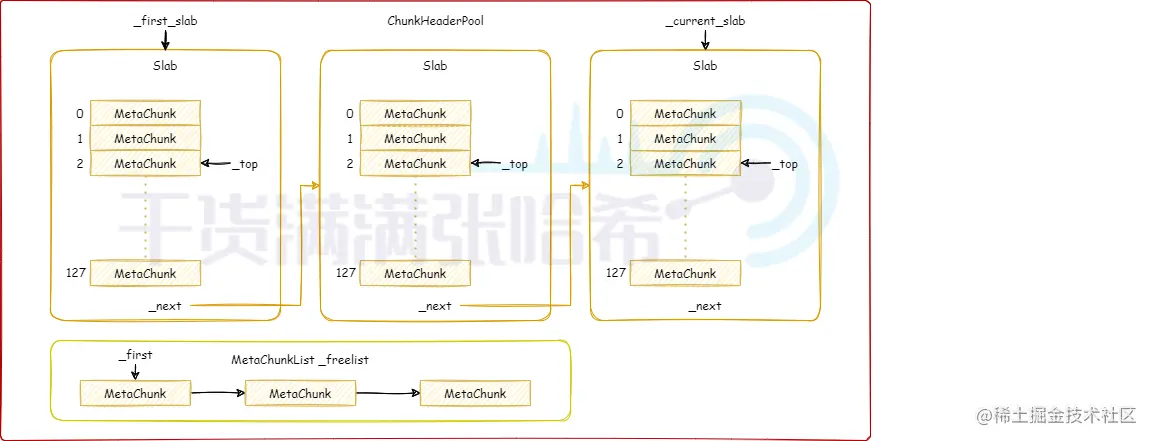 _first_slab
ChunkHeaderPool
_current_slab
Slab
0 MetaChunk
1 MetaChunk
2 MetaChunk
_top
127 MetaChunk
_next
Slab
0 MetaChunk
1 MetaChunk
2 MetaChunk
_top
127 MetaChunk
_next
Slab
0 MetaChunk
1 MetaChunk
2 MetaChunk
_top
127 MetaChunk
_next
干货满满张哈希
_first
MetaChunkList _freelist
MetaChunk
MetaChunk
MetaChunk
@稀土掘金技术社区